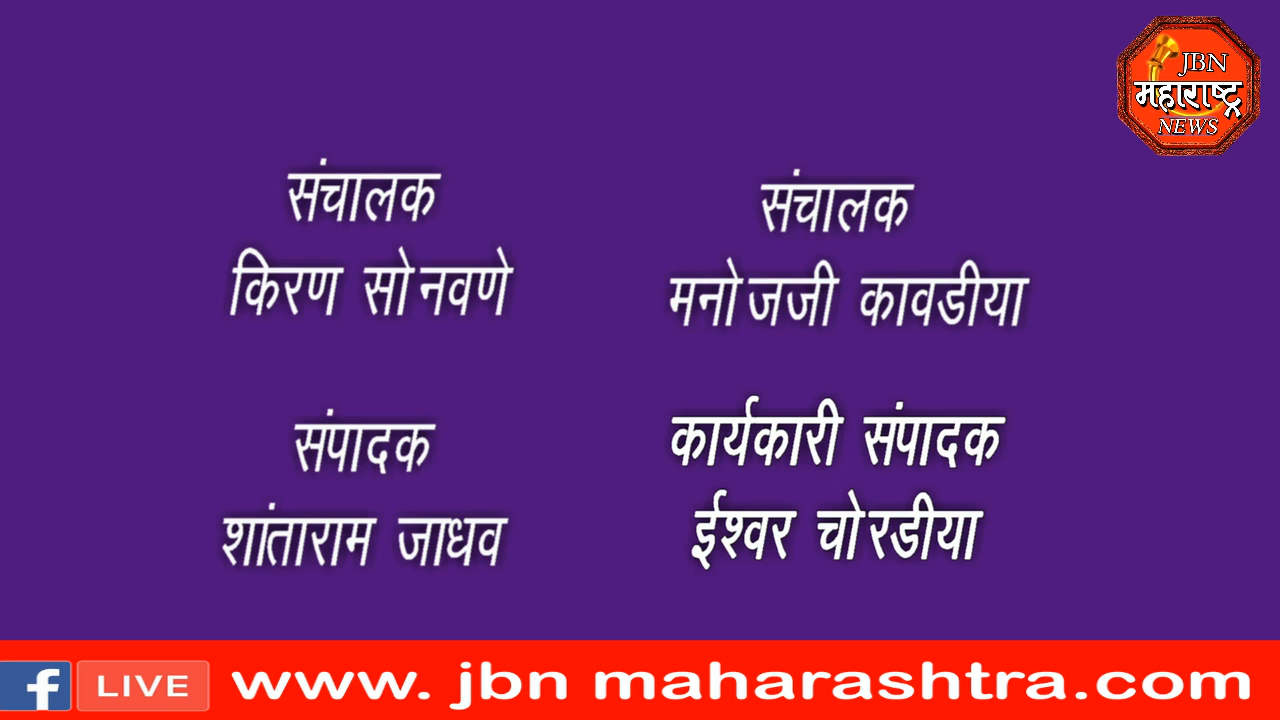 JBN
महाराष्ट्र
NEWS
संचालक
किरण सोनवणे
संचालक
मनोजजी कावडीया
संपादक
शांताराम जाधव
कार्यकारी संपादक
ईश्वर चोरडीया
f LIVE www. jbn maharashtra.com